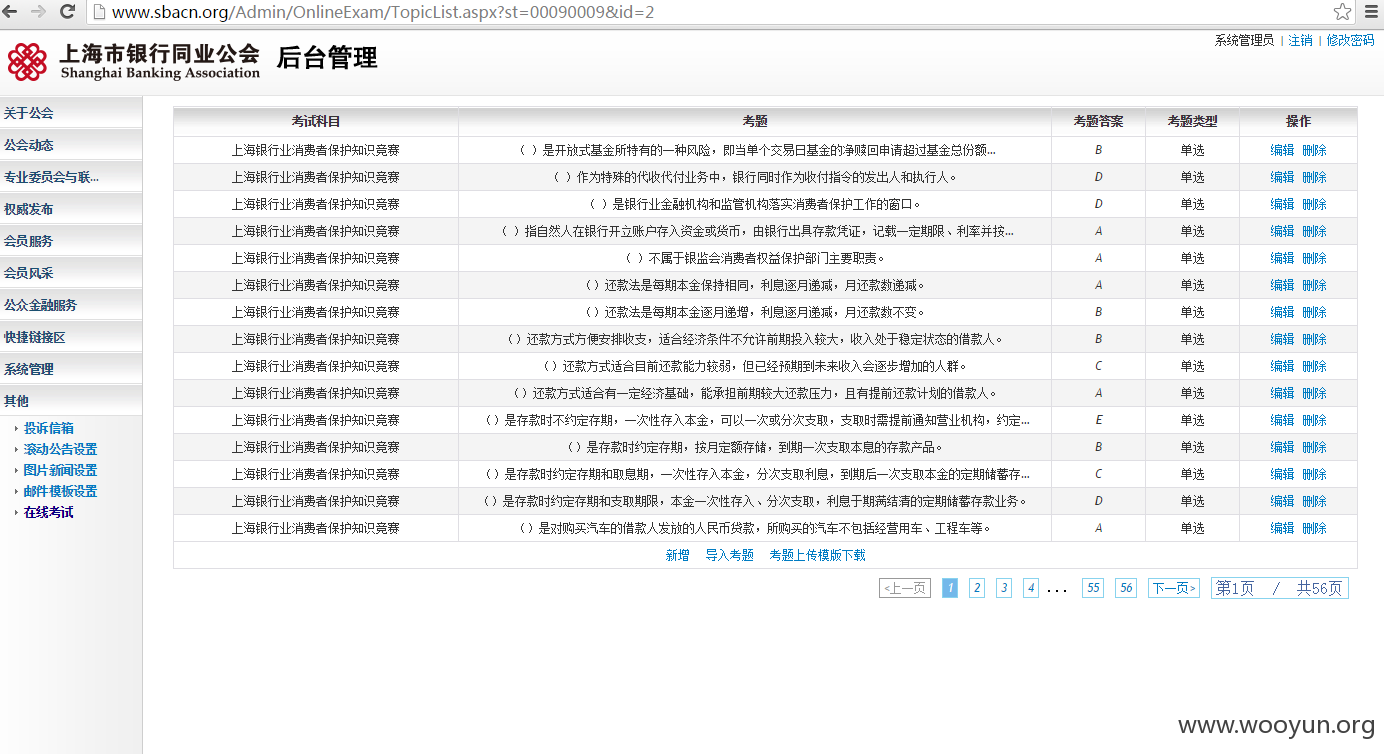 www.sbacn.org/Admin/OnlineExam/TopicList.aspx?st=00090009&id=2
系统管理员 | 注销 | 修改密码
上海市银行同业公会 后台管理
Shanghai Banking Association
关于公会
公会动态
专业委员会与联...
权威发布
会员服务
会员风采
公众金融服务
快捷链接区
系统管理
其他
投诉信箱
滚动公告设置
图片新闻设置
邮件模板设置
在线考试
考试科目 考题 考题答案 考题类型 操作
上海银行业消费者保护知识竞赛 （ ）是开放式基金所特有的一种风险，即当单个交易日基金的净赎回申请超过基金总份额... B 单选 编辑 删除
上海银行业消费者保护知识竞赛 （ ）作为特殊的代收代付业务中，银行同时作为收付指令的发出人和执行人。 D 单选 编辑 删除
上海银行业消费者保护知识竞赛 （ ）是银行业金融机构和监管机构落实消费者保护工作的窗口。 D 单选 编辑 删除
上海银行业消费者保护知识竞赛 （ ）指自然人在银行开立账户存入资金或货币，由银行出具存款凭证，记载一定期限、利率并按... A 单选 编辑 删除
上海银行业消费者保护知识竞赛 （ ）不属于银监会消费者权益保护部门主要职责。 A 单选 编辑 删除
上海银行业消费者保护知识竞赛 （）还款法是每期本金保持相同，利息逐月递减，月还款数递减。 A 单选 编辑 删除
上海银行业消费者保护知识竞赛 （）还款法是每期本金逐月递增，利息逐月递减，月还款数不变。 B 单选 编辑 删除
上海银行业消费者保护知识竞赛 （）还款方式方便安排收支，适合经济条件不允许前期投入较大，收入处于稳定状态的借款人。 B 单选 编辑 删除
上海银行业消费者保护知识竞赛 （）还款方式适合目前还款能力较弱，但已经预期到未来收入会逐步增加的人群。 C 单选 编辑 删除
上海银行业消费者保护知识竞赛 （）还款方式适合有一定经济基础，能承担前期较大还款压力，且有提前还款计划的借款人。 A 单选 编辑 删除
上海银行业消费者保护知识竞赛 （）是存款时不约定存期，一次性存入本金，可以一次或分次支取，支取时需提前通知营业机构，约定... E 单选 编辑 删除
上海银行业消费者保护知识竞赛 （）是存款时约定存期，按月定额存储，到期一次支取本息的存款产品。 B 单选 编辑 删除
上海银行业消费者保护知识竞赛 （）是存款时约定存期和取息期，一次性存入本金，分次支取利息，到期后一次支取本金的定期储蓄存... C 单选 编辑 删除
上海银行业消费者保护知识竞赛 （）是存款时约定存期和支取期限，本金一次性存入、分次支取，利息于期满结清的定期储蓄存款业务。 D 单选 编辑 删除
上海银行业消费者保护知识竞赛 （）是对购买汽车的借款人发放的人民币贷款，所购买的汽车不包括经营用车、工程车等。 A 单选 编辑 删除
新增 导入考题 考题上传模版下载
<上一页 1 2 3 4 ... 55 56 下一页> 第1页 / 共56页
www.wooyun.org